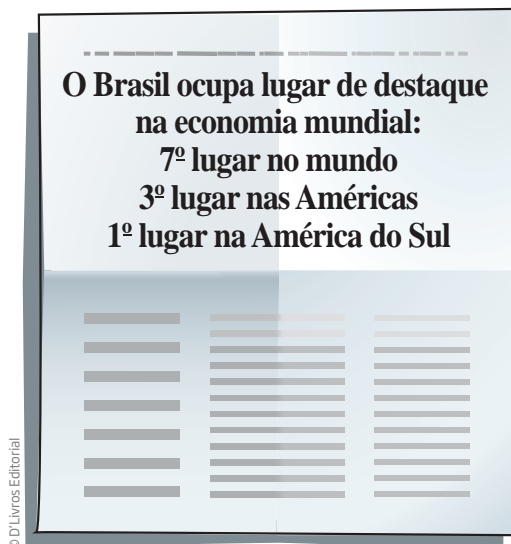 O Brasil ocupa lugar de destaque
na economia mundial:
7º lugar no mundo
3º lugar nas Américas
1º lugar na América do Sul
D'Livros Editorial